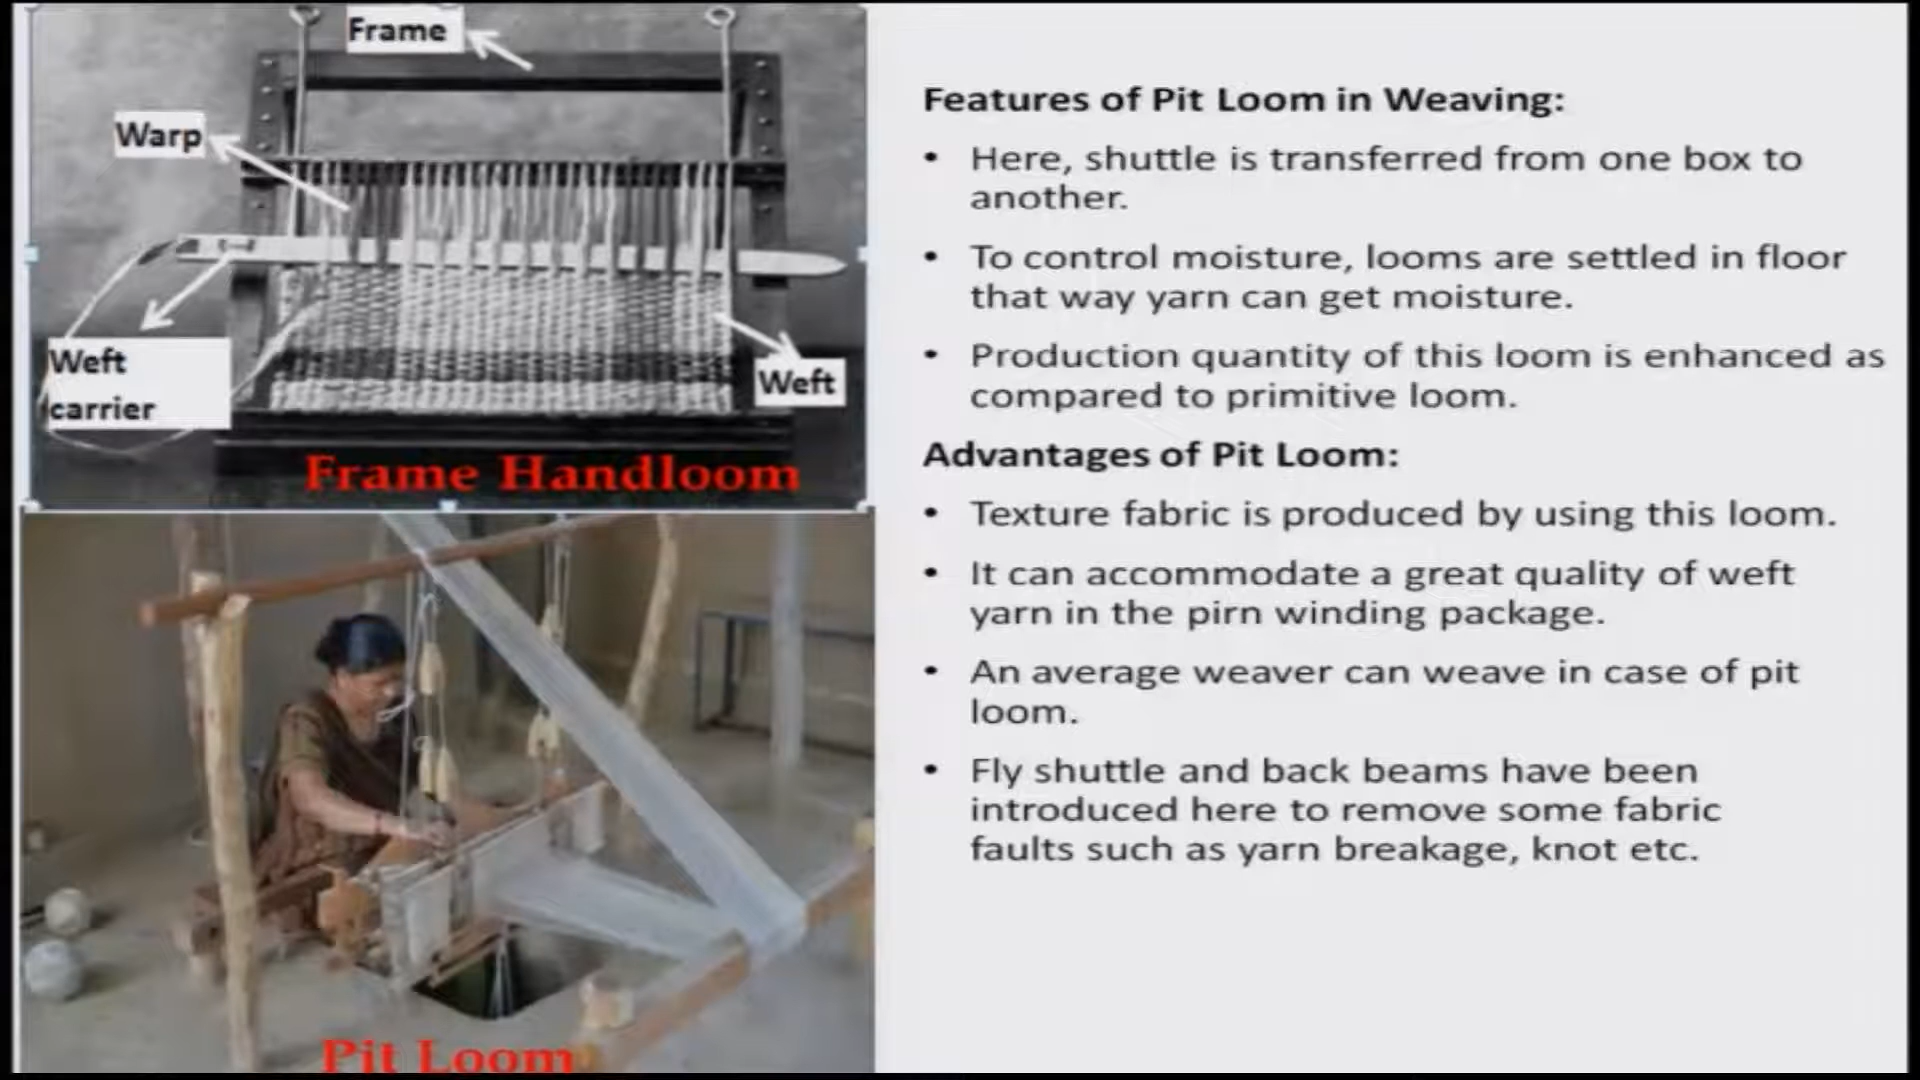 Frame
Warp
Weft
carrier
Weft
Frame Handloom
Pit Loom
Features of Pit Loom in Weaving:
• Here, shuttle is transferred from one box to
another.
• To control moisture, looms are settled in floor
that way yarn can get moisture.
• Production quantity of this loom is enhanced as
compared to primitive loom.
Advantages of Pit Loom:
• Texture fabric is produced by using this loom.
• It can accommodate a great quality of weft
yarn in the pirn winding package.
• An average weaver can weave in case of pit
loom.
• Fly shuttle and back beams have been
introduced here to remove some fabric
faults such as yarn breakage, knot etc.